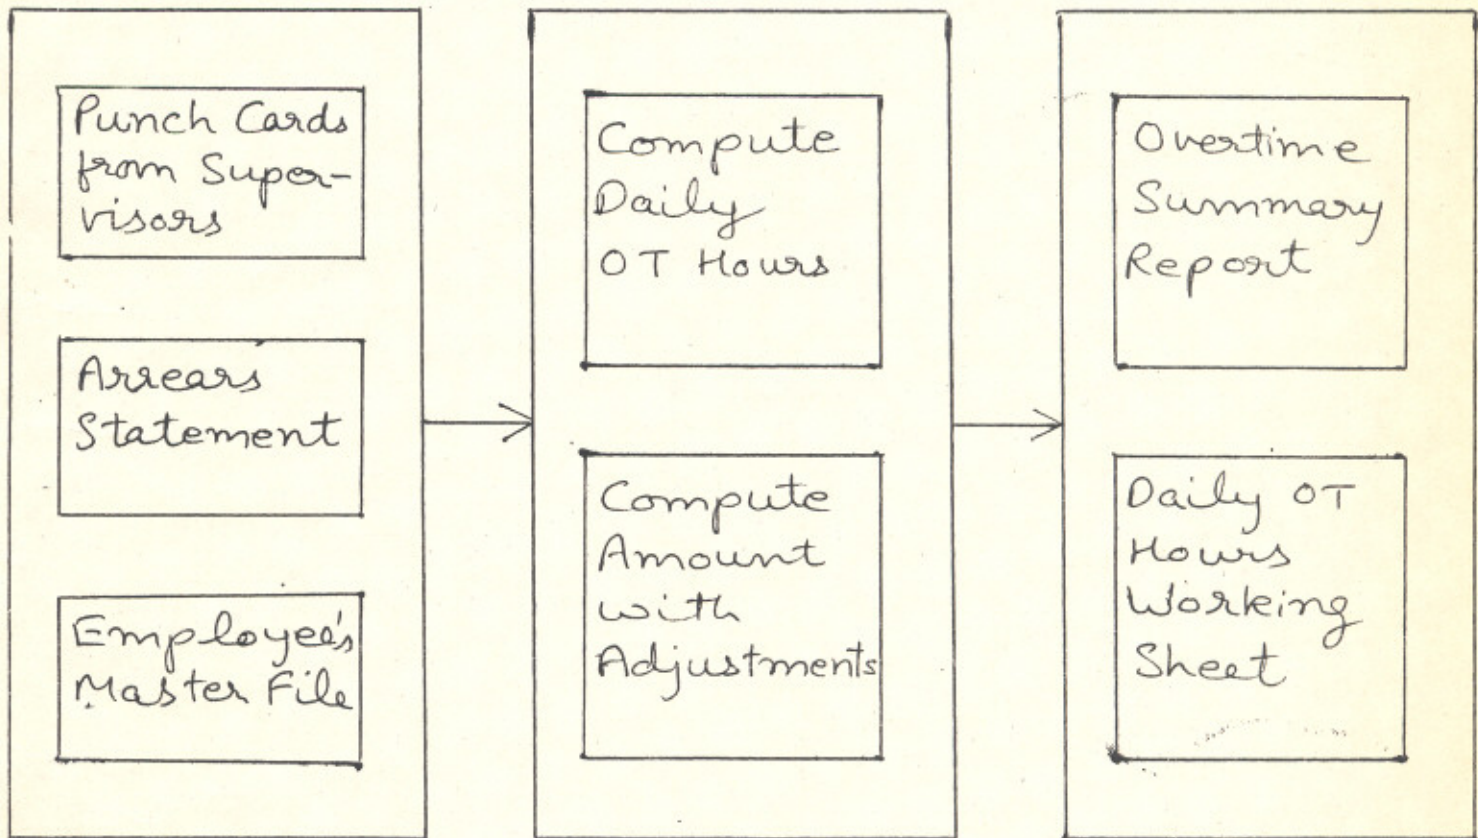 Punch Cards
from Super-
visors
Arrears
Statement
Employee's
Master File
Compute
Daily
OT Hours
Compute
Amount
with
Adjustments
Overtime
Summary
Report
Daily OT
Hours
Working
Sheet